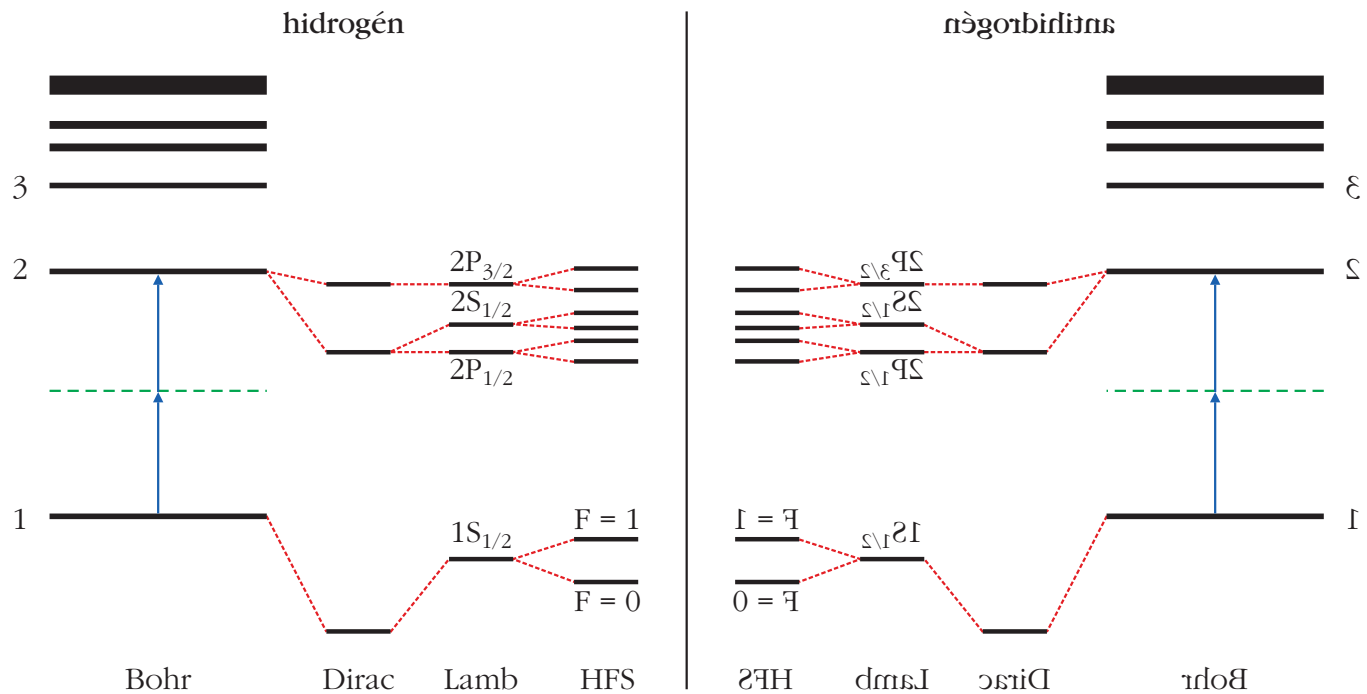 hidrogén
antihidrogén
3
3
2
2P3/2
2P3/2
2
2S1/2
2S1/2
2P1/2
2P1/2
1
1S1/2
F = 1
F = 1
1S1/2
1
F = 0
F = 0
Bohr
Dirac
Lamb
HFS
HFS
Lamb
Dirac
Bohr